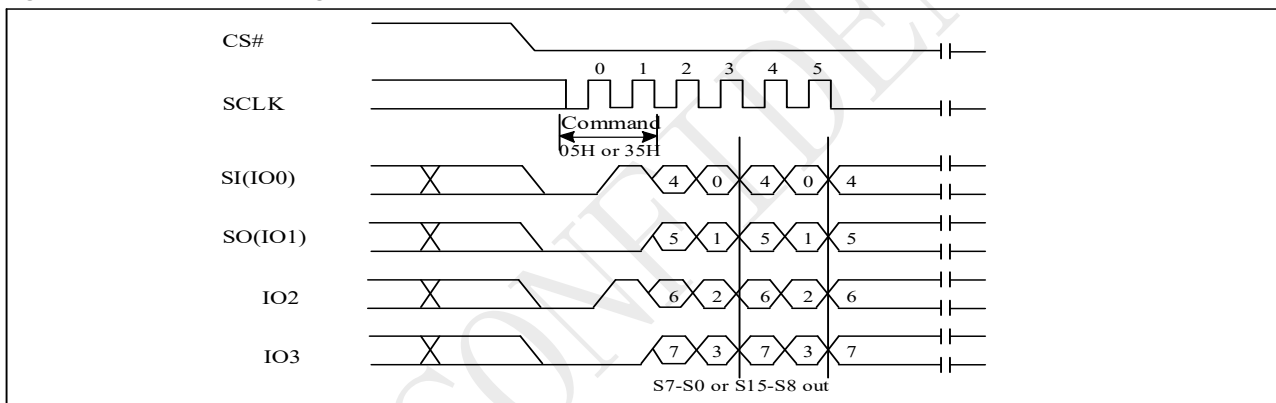 CS#
0 1 2 3 4 5
SCLK
Command
05H or 35H
SI(IO0) 4 0 4 0 4
SO(IO1) 5 1 5 1 5
IO2 6 2 6 2 6
IO3 7 3 7 3 7
S7-S0 or S15-S8 out